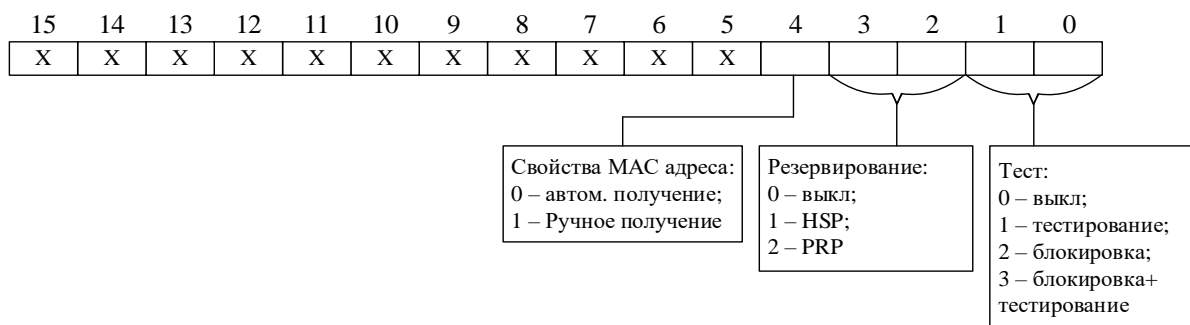 15 14 13 12 11 10 9 8 7 6 5 4 3 2 1 0
X X X X X X X X X X X
Свойства MAC адреса:
0 – автом. получение;
1 – Ручное получение
Резервирование:
0 – выкл;
1 – HSP;
2 – PRP
Тест:
0 – выкл;
1 – тестирование;
2 – блокировка;
3 – блокировка+
тестирование